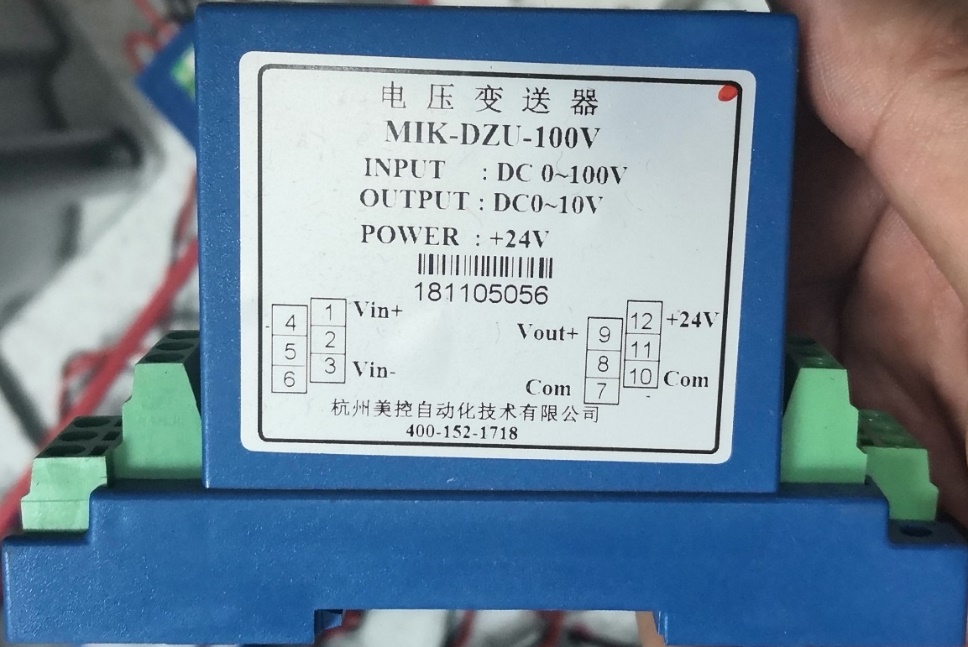 电压变送器
MIK-DZU-100V
INPUT : DC 0~100V
OUTPUT : DC0~10V
POWER : +24V
181105056
4 1 Vin+
5 2
6 3 Vin-
Vout+ 9 12 +24V
8 11
Com 7 10 Com
杭州美控自动化技术有限公司
400-152-1718